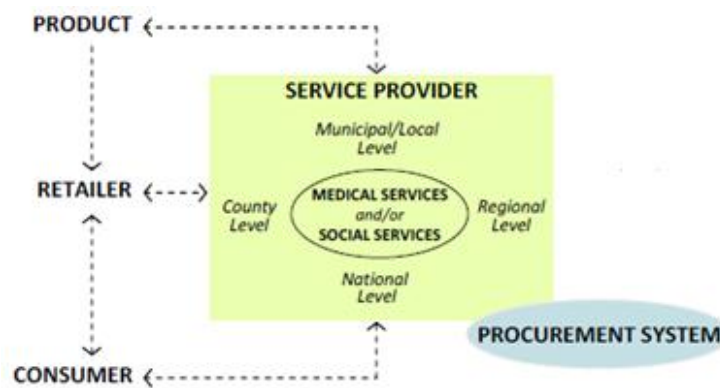 PRODUCT
SERVICE PROVIDER
Municipal/Local
Level
RETAILER
County
Level
MEDICAL SERVICES
and/or
SOCIAL SERVICES
Regional
Level
National
Level
PROCUREMENT SYSTEM
CONSUMER